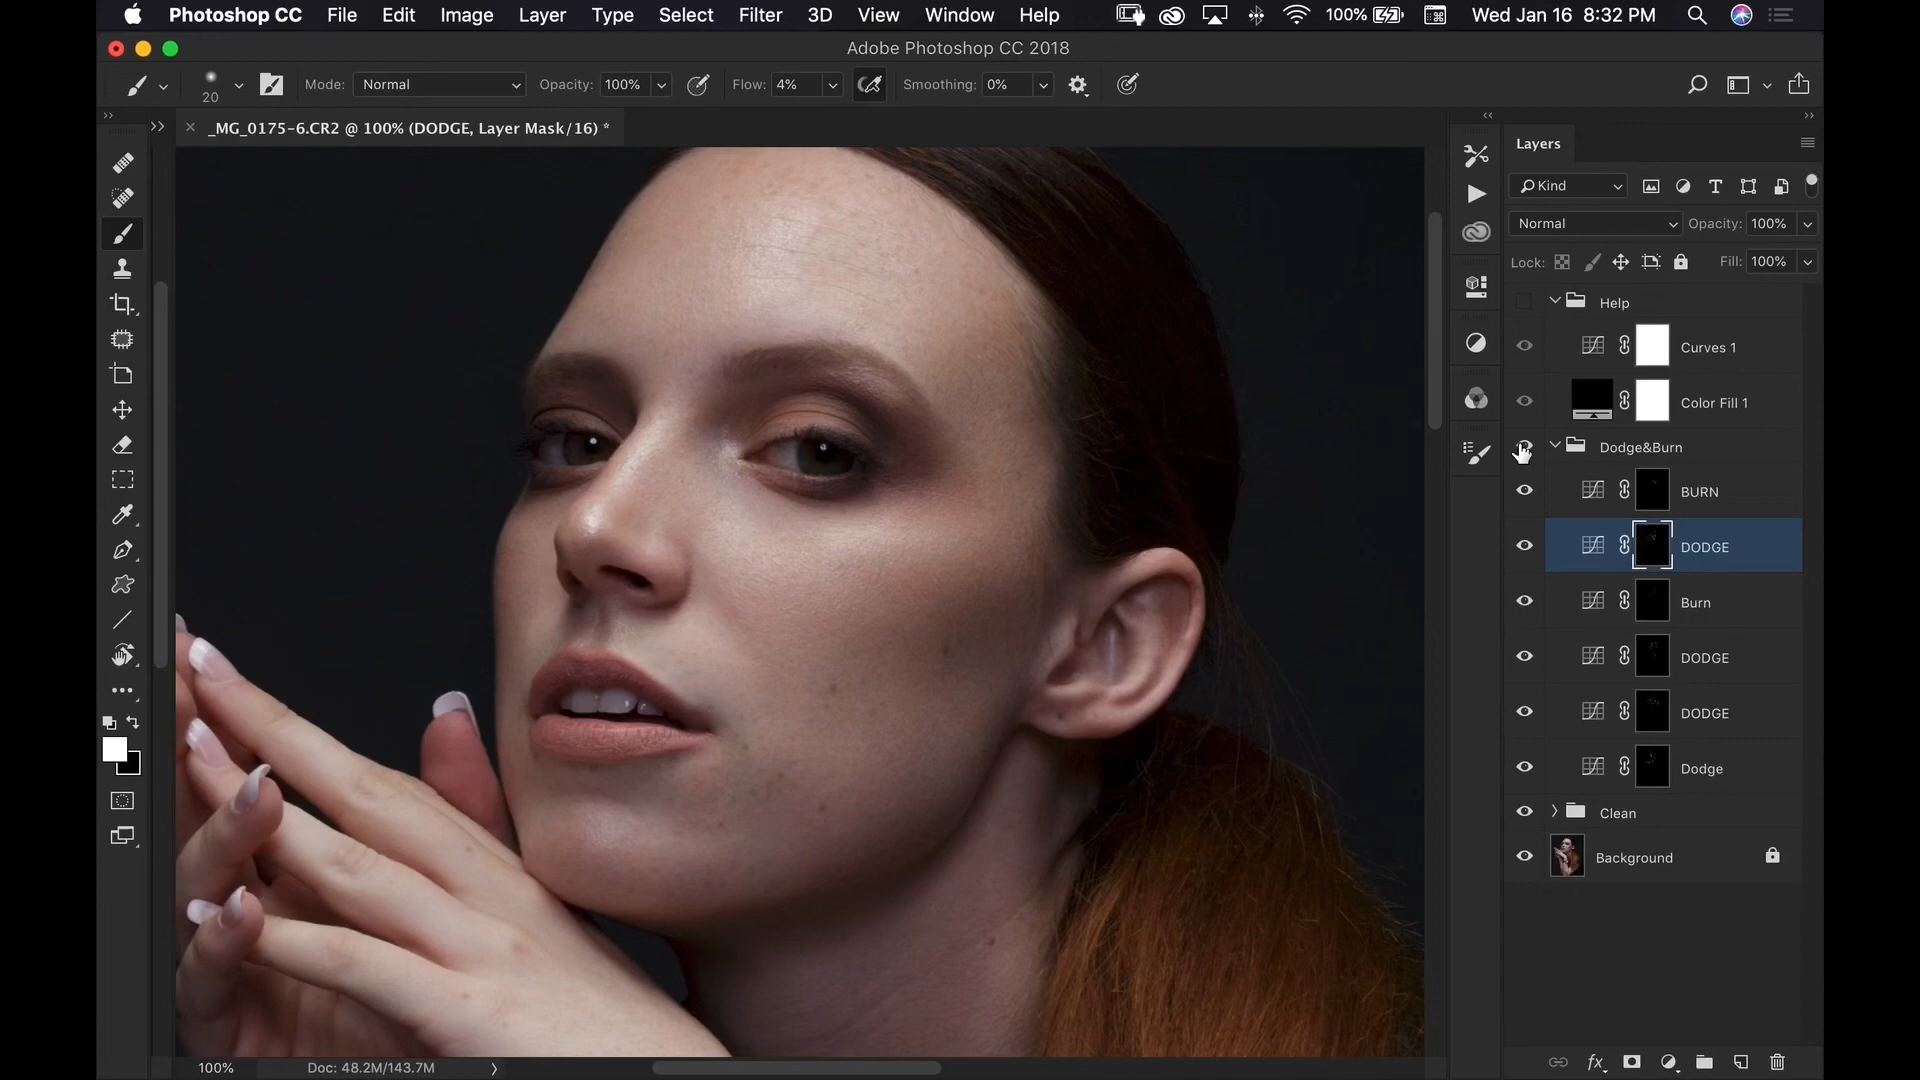 Photoshop CC File Edit Image Layer Type Select Filter 3D View Window Help 100% Wed Jan 16 8:32 PM
Adobe Photoshop CC 2018
20 Mode: Normal Opacity: 100% Flow: 4% Smoothing: 0%
_MG_0175-6.CR2 @ 100% (DODGE, Layer Mask/16) *
Layers
Kind
Normal Opacity: 100%
Lock: Fill: 100%
Help
Curves 1
Color Fill 1
Dodge&Burn
BURN
DODGE
Burn
DODGE
DODGE
Dodge
Clean
Background
100% Doc: 48.2M/143.7M